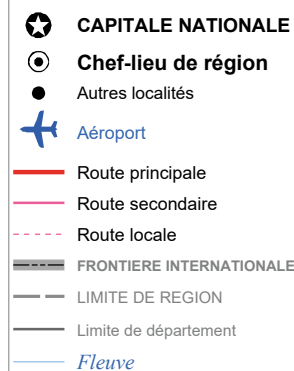 CAPITALE NATIONALE
Chef-lieu de région
Autres localités
Aéroport
Route principale
Route secondaire
Route locale
FRONTIERE INTERNATIONALE
LIMITE DE REGION
Limite de département
Fleuve